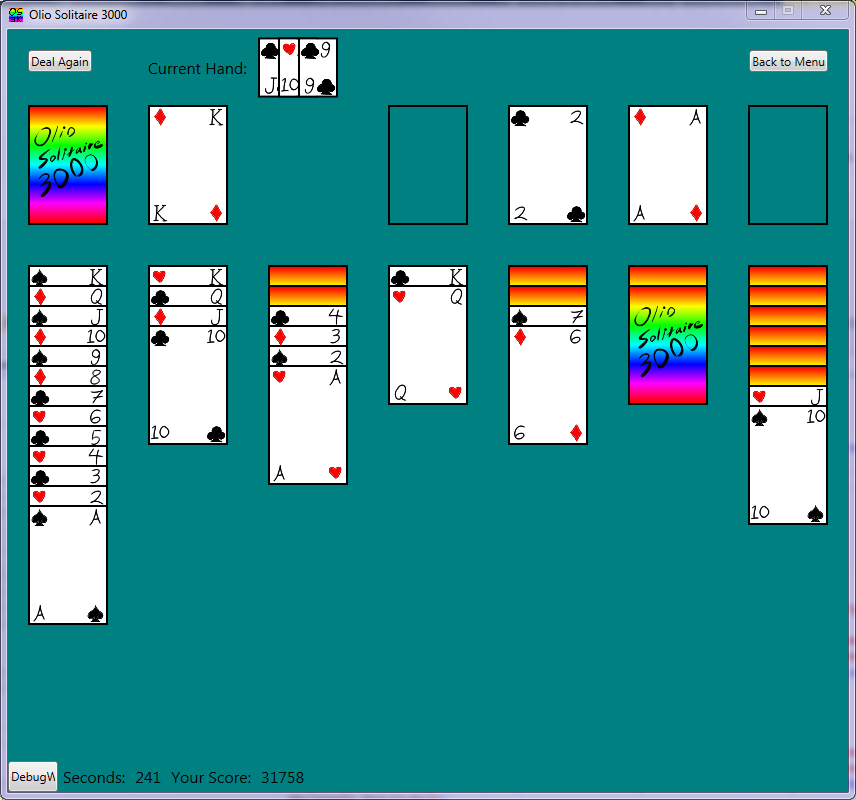 Olio Solitaire 3000
Deal Again
Current Hand:
J 10 9 9
Back to Menu
Olio
Solitaire
3000
K K
2 2
A A
K
Q
J
10
9
8
7
6
5
4
3
2
A
A
K
Q
J
10
10
4
3
2
A
A
K
Q
Q
7
6
6
Olio
Solitaire
3000
J
10
10
DebugW
Seconds: 241 Your Score: 31758